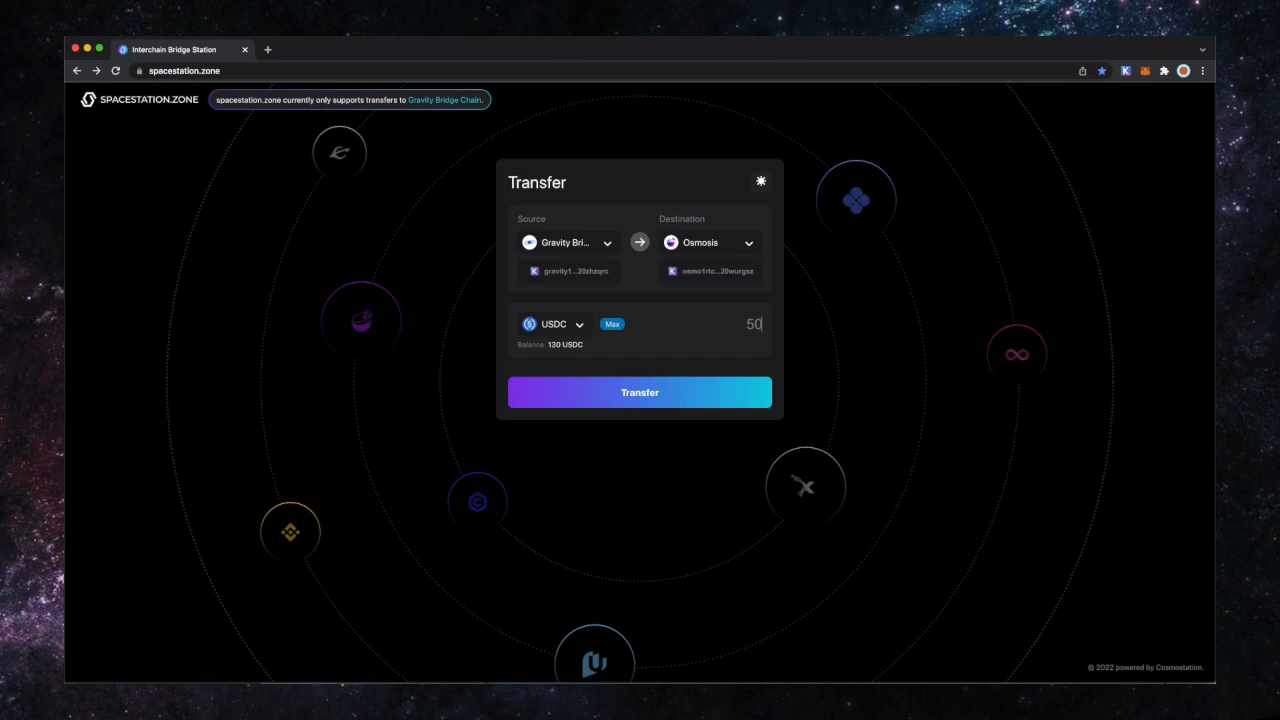 Interchain Bridge Station
spacestation.zone
SPACESTATION.ZONE
spacestation.zone currently only supports transfers to Gravity Bridge Chain.
Transfer
Source
Destination
Gravity Bri...
Osmosis
K gravity1...20zhzqrc
K osmo1rtc...20wurgsz
USDC
Max
50
Balance: 130 USDC
Transfer
© 2022 powered by Cosmostation.